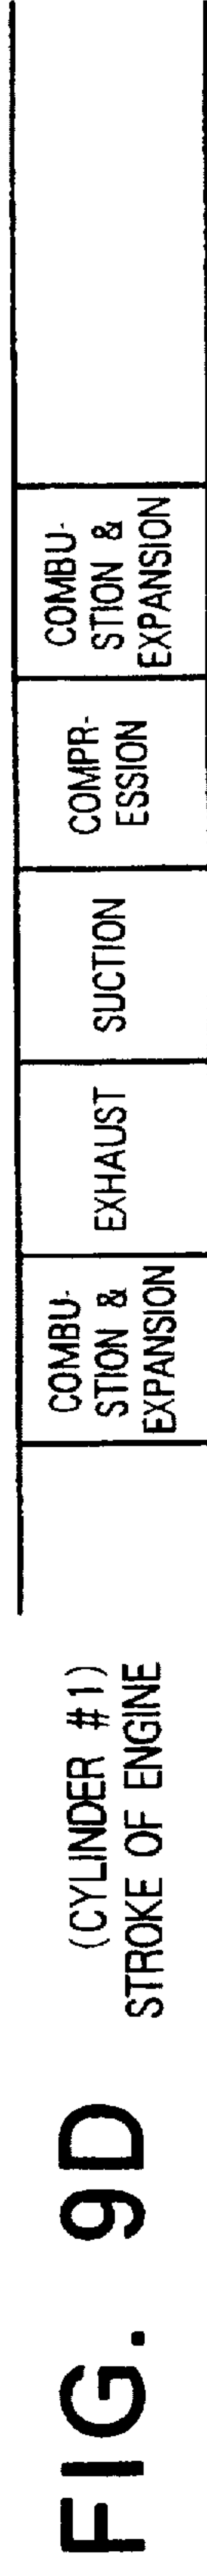 FIG. 9D
(CYLINDER #1)
STROKE OF ENGINE
COMBU-
STION &
EXPANSION
EXHAUST
SUCTION
COMPR-
ESSION
COMBU-
STION &
EXPANSION